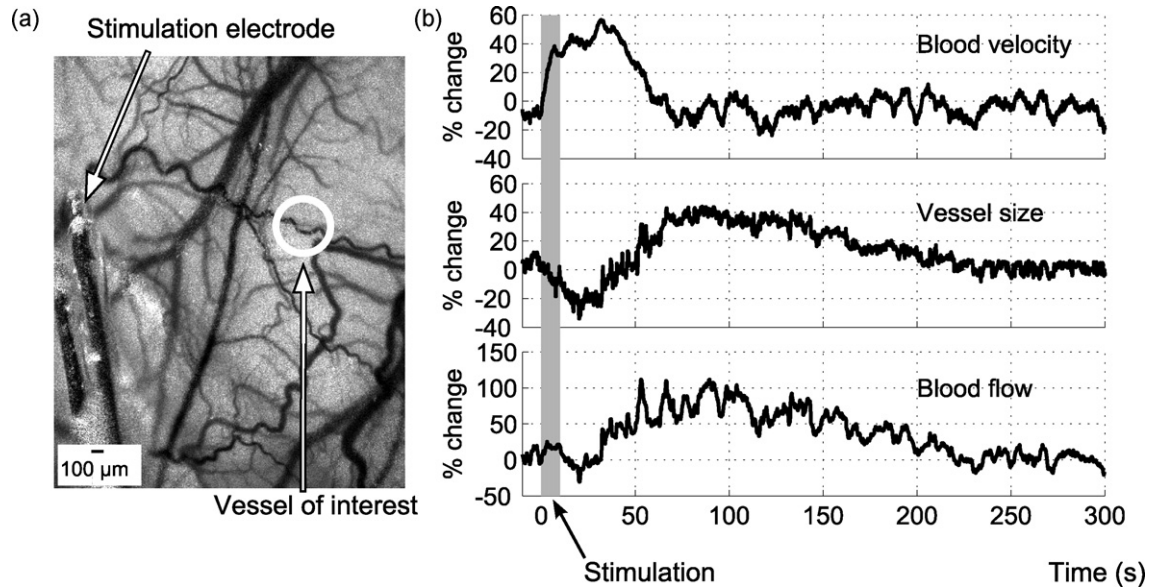 (a)
Stimulation electrode
100 µm
Vessel of interest
(b)
60
40
20
0
-20
-40
% change
Blood velocity
60
40
20
0
-20
-40
% change
Vessel size
150
100
50
0
-50
% change
Blood flow
0 50 100 150 200 250 300
Stimulation
Time (s)